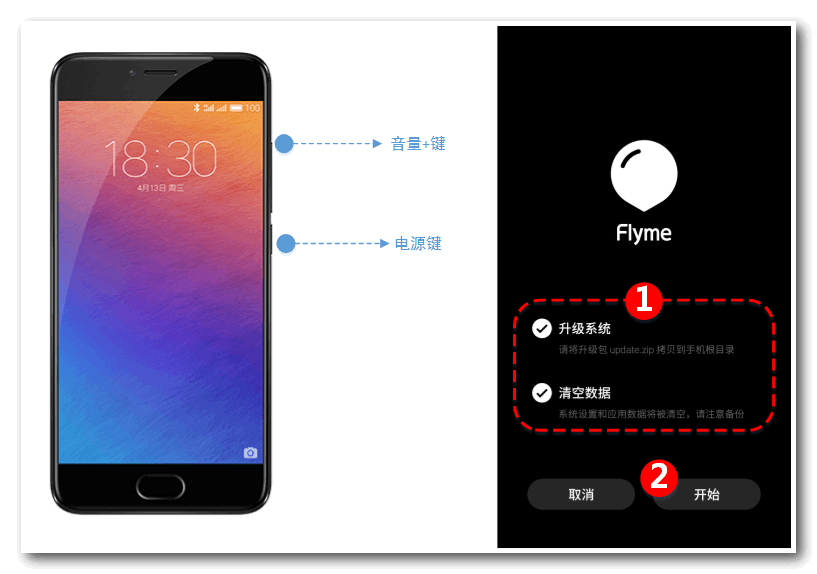 100
18:30
4月13日 周三
音量+键
电源键
Flyme
1
升级系统
请将升级包 update.zip 拷贝到手机根目录
清空数据
系统设置和应用数据将被清空，请注意备份
2
取消
开始